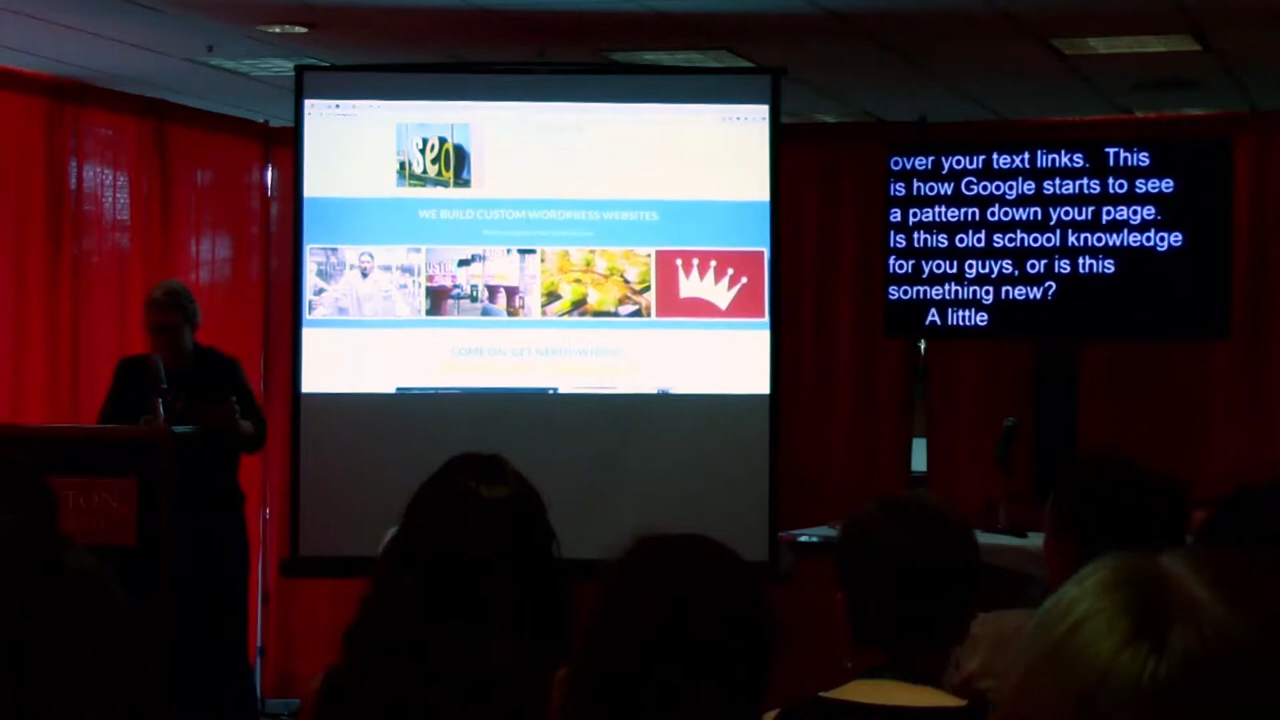 seo
WE BUILD CUSTOM WORDPRESS WEBSITES
over your text links. This
is how Google starts to see
a pattern down your page.
Is this old school knowledge
for you guys, or is this
something new?
A little
TON